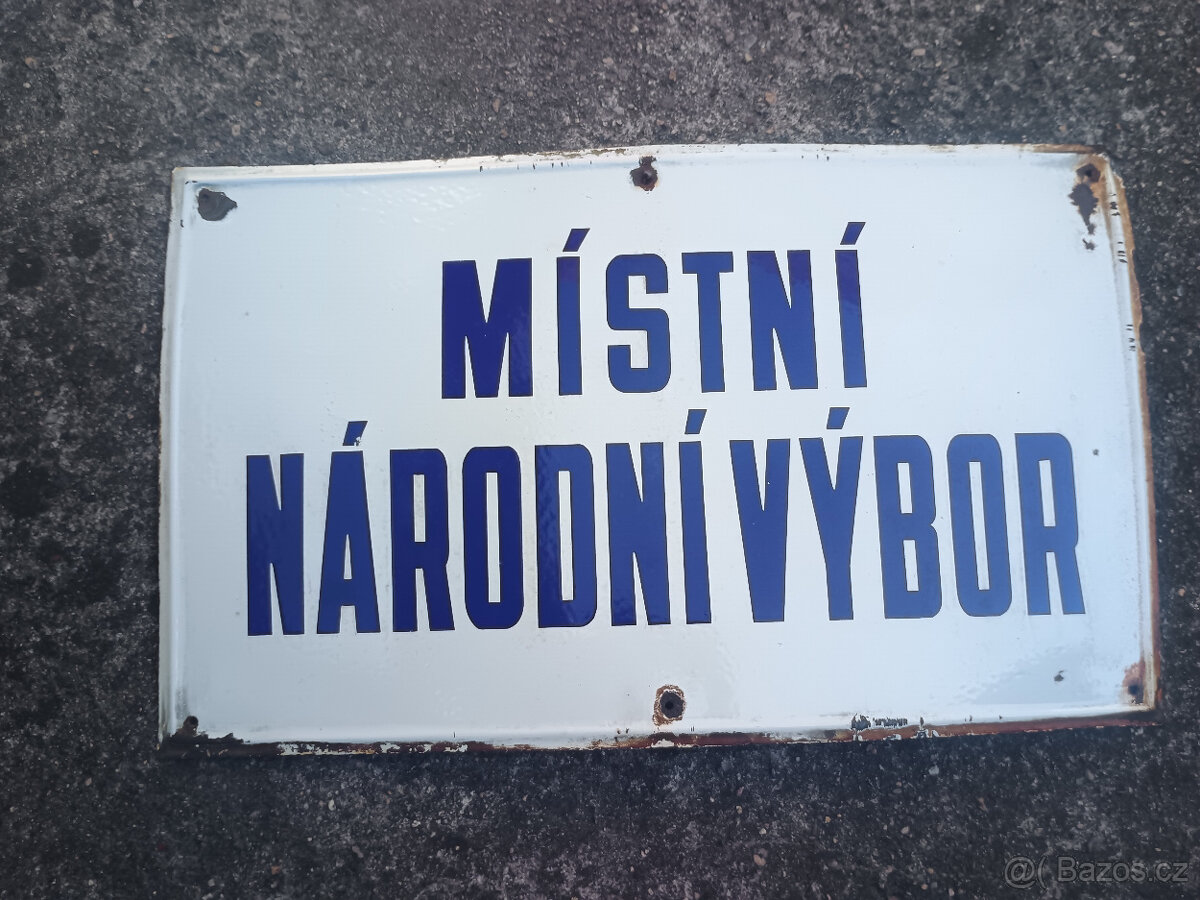 MÍSTNÍ
NÁRODNÍ VÝBOR
@( Bazos.cz